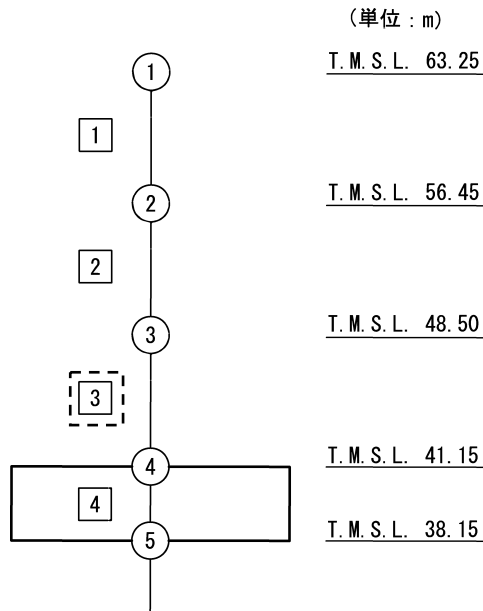 (単位:m)
① T.M.S.L. 63.25
1
② T.M.S.L. 56.45
2
③ T.M.S.L. 48.50
3
④ T.M.S.L. 41.15
4
⑤ T.M.S.L. 38.15